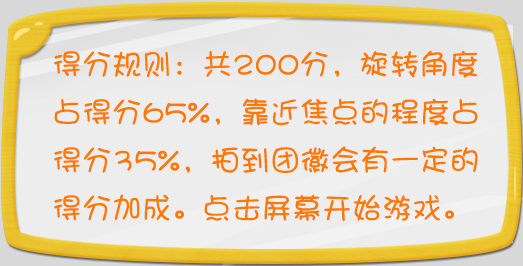 得分规则：共200分，旋转角度
占得分65%，靠近焦点的程度占
得分35%，拍到团徽会有一定的
得分加成。点击屏幕开始游戏。